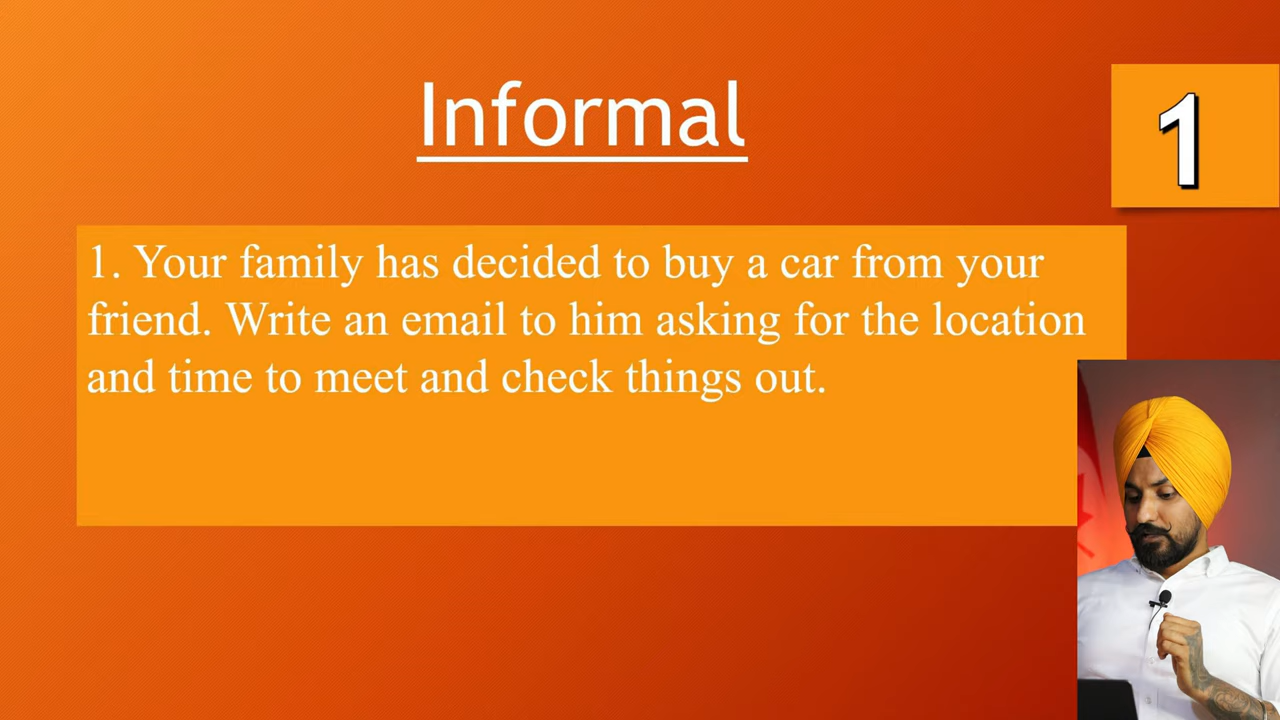 Informal
1
1. Your family has decided to buy a car from your
friend. Write an email to him asking for the location
and time to meet and check things out.